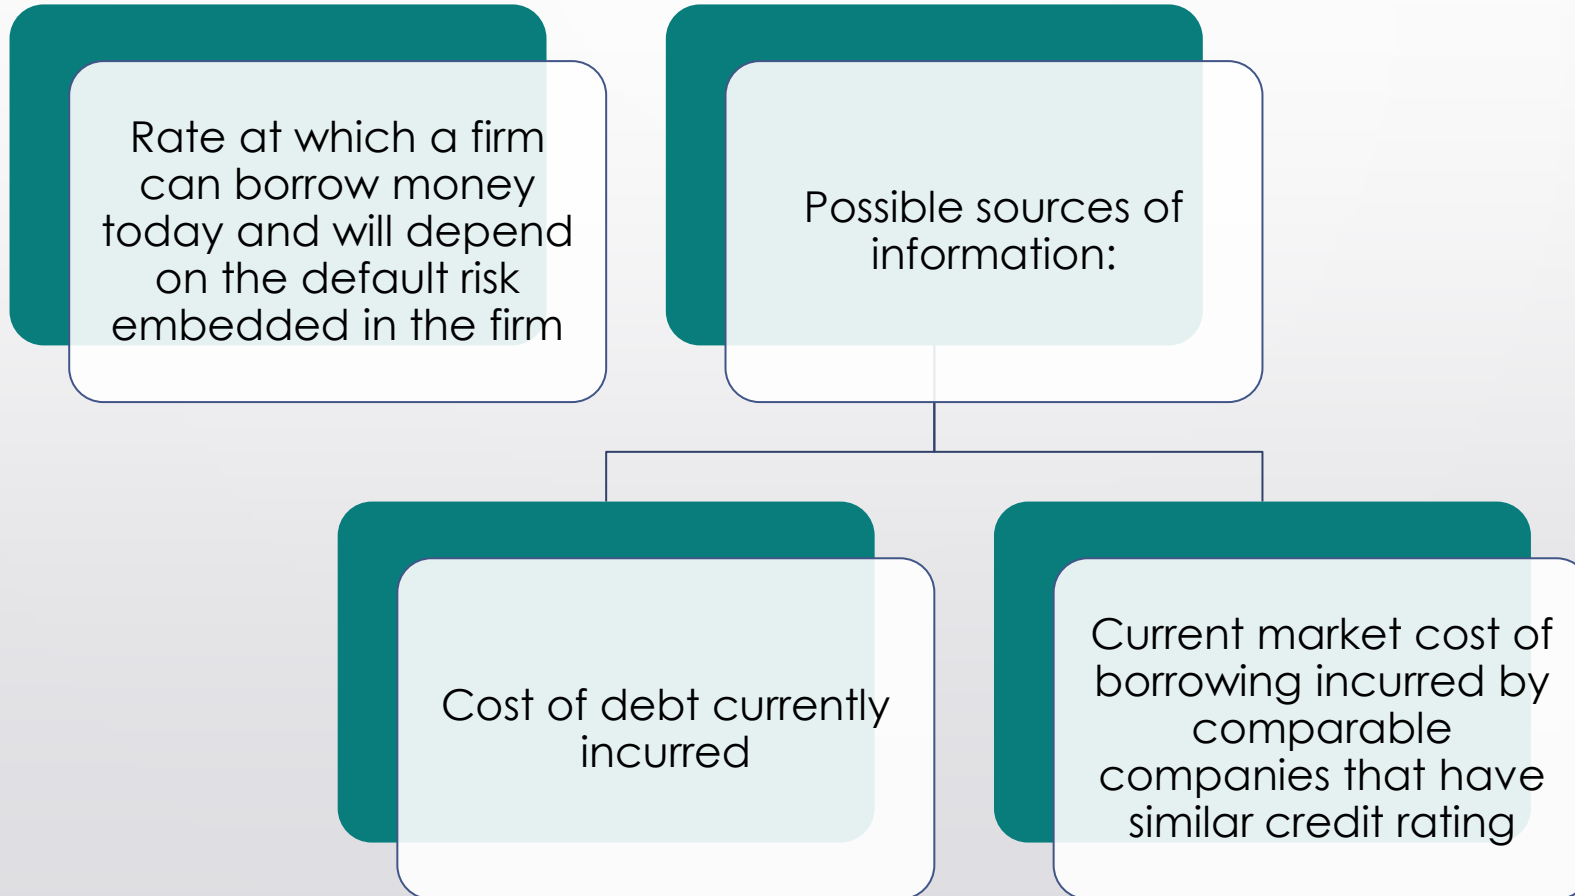 Rate at which a firm
can borrow money
today and will depend
on the default risk
embedded in the firm
Possible sources of
information:
Cost of debt currently
incurred
Current market cost of
borrowing incurred by
comparable
companies that have
similar credit rating